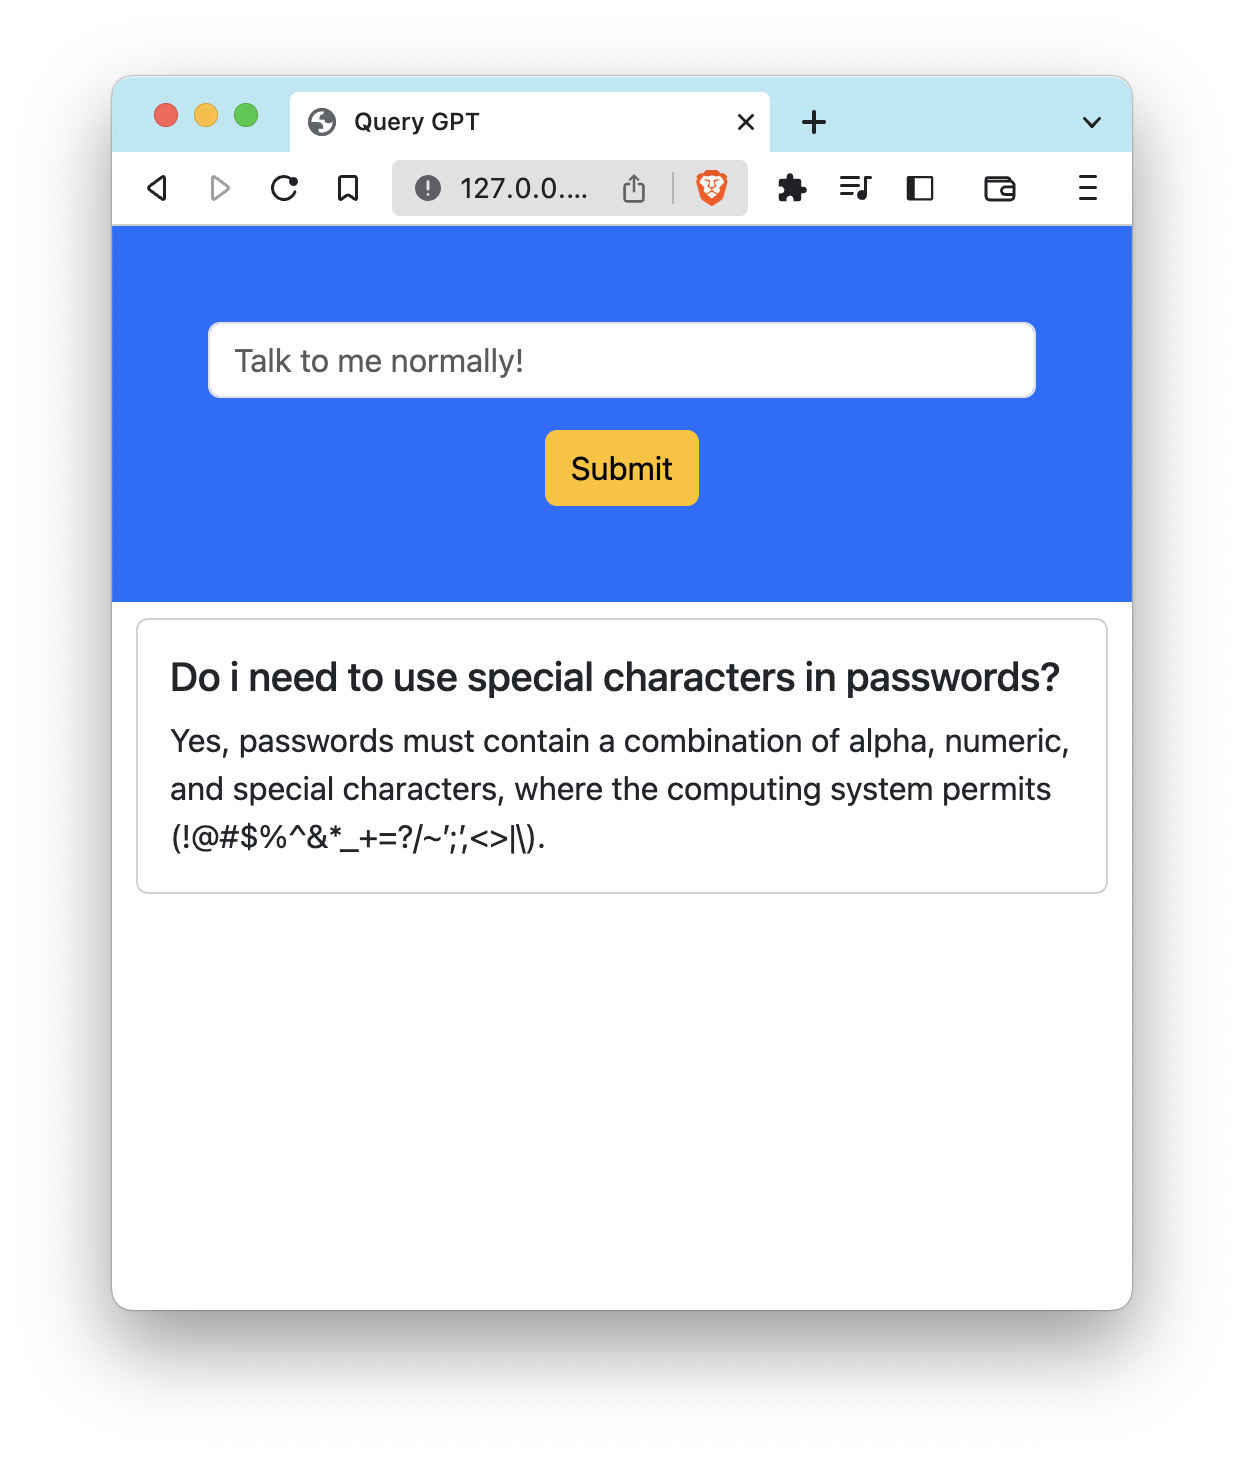 Query GPT
127.0.0....
Talk to me normally!
Submit
Do i need to use special characters in passwords?
Yes, passwords must contain a combination of alpha, numeric,
and special characters, where the computing system permits
(!@#$%^&*_+=?/~';',<>|\).